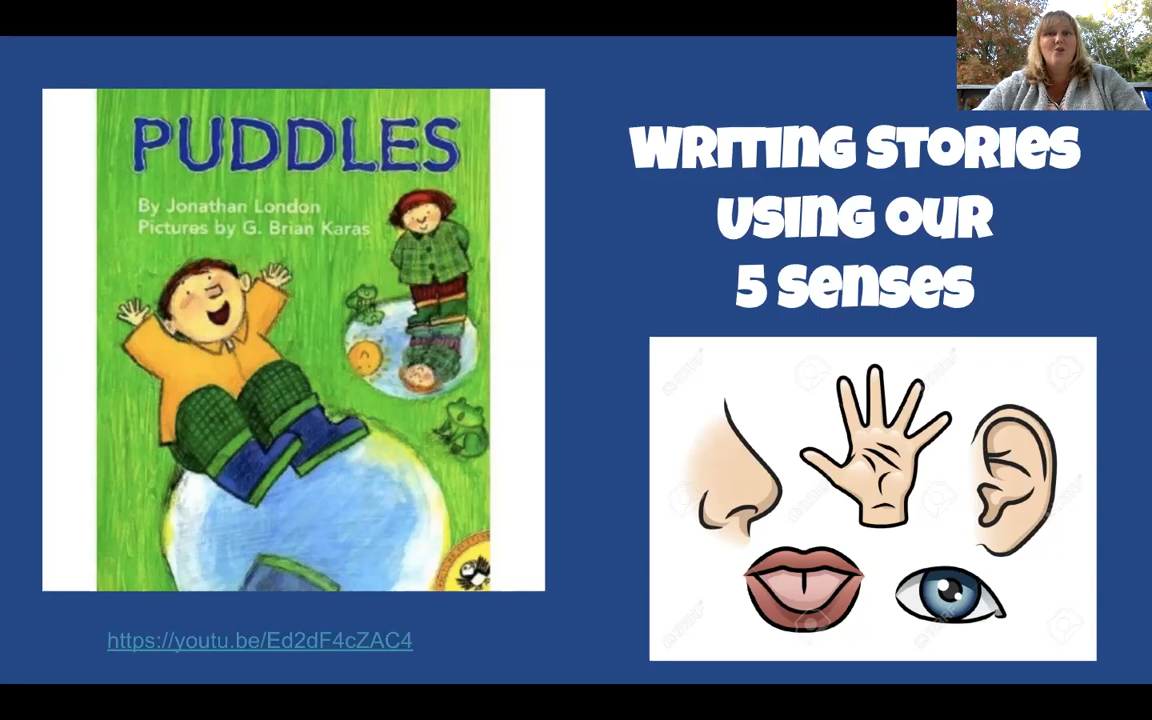 PUDDLES
By Jonathan London
Pictures by G. Brian Karas
https://youtu.be/Ed2dF4cZAC4
WRITING STORIES
USING OUR
5 SENSES